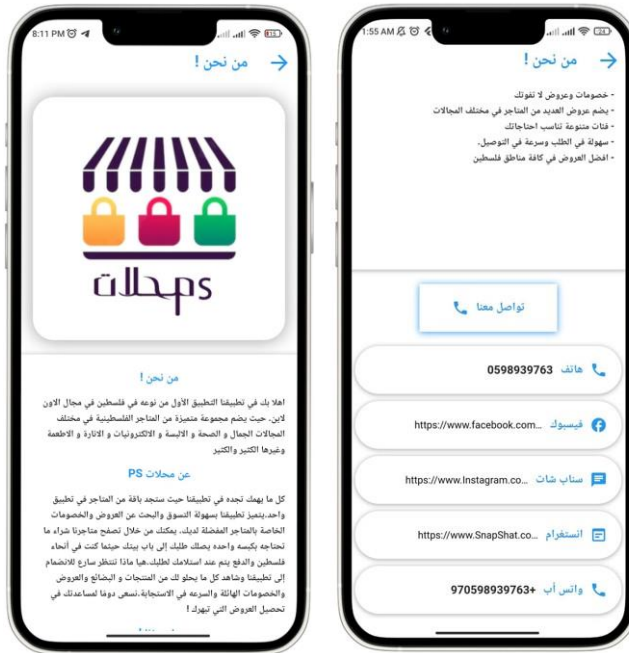 8:11 PM
من نحن !
محلات ps
من نحن !
اهلا بك في تطبيقنا التطبيق الأول من نوعه في فلسطين في مجال الاون
لاين. حيث يضم مجموعة متميزة من المتاجر الفلسطينية في مختلف
المجالات الجمال و الصحة و الالبسة و الالكترونيات و الانارة و الاطعمة
وغيرها الكثير والكثير
عن محلات PS
كل ما يهمك تجده في تطبيقنا حيث ستجد باقة من المتاجر في تطبيق
واحد.يتميز تطبيقنا بسهولة التسوق والبحث عن العروض والخصومات
الخاصة بالمتاجر المفضلة لديك. يمكنك من خلال تصفح متاجرنا شراء ما
تحتاجه بكبسه واحده يصلك طلبك إلى باب بيتك حيثما كنت في أنحاء
فلسطين والدفع يتم عند استلامك لطلبك.هيا ماذا تنتظر سارع للانضمام
إلى تطبيقنا وشاهد كل ما يحلو لك من المنتجات و البضائع والعروض
والخصومات الهائلة والسرعه في الاستجابة.نسعى دومًا لمساعدتك في
تحصيل العروض التي تبهرك !
1:55 AM
24
من نحن !
- خصومات وعروض لا تفوتك
- يضم عروض العديد من المتاجر في مختلف المجالات
- فئات متنوعة تناسب احتاجاتك
- سهولة في الطلب وسرعة في التوصيل.
- افضل العروض في كافة مناطق فلسطين
تواصل معنا
هاتف 0598939763
فيسبوك https://www.facebook.com...
سناب شات https://www.Instagram.co...
انستغرام https://www.SnapShat.co...
واتس أب +970598939763